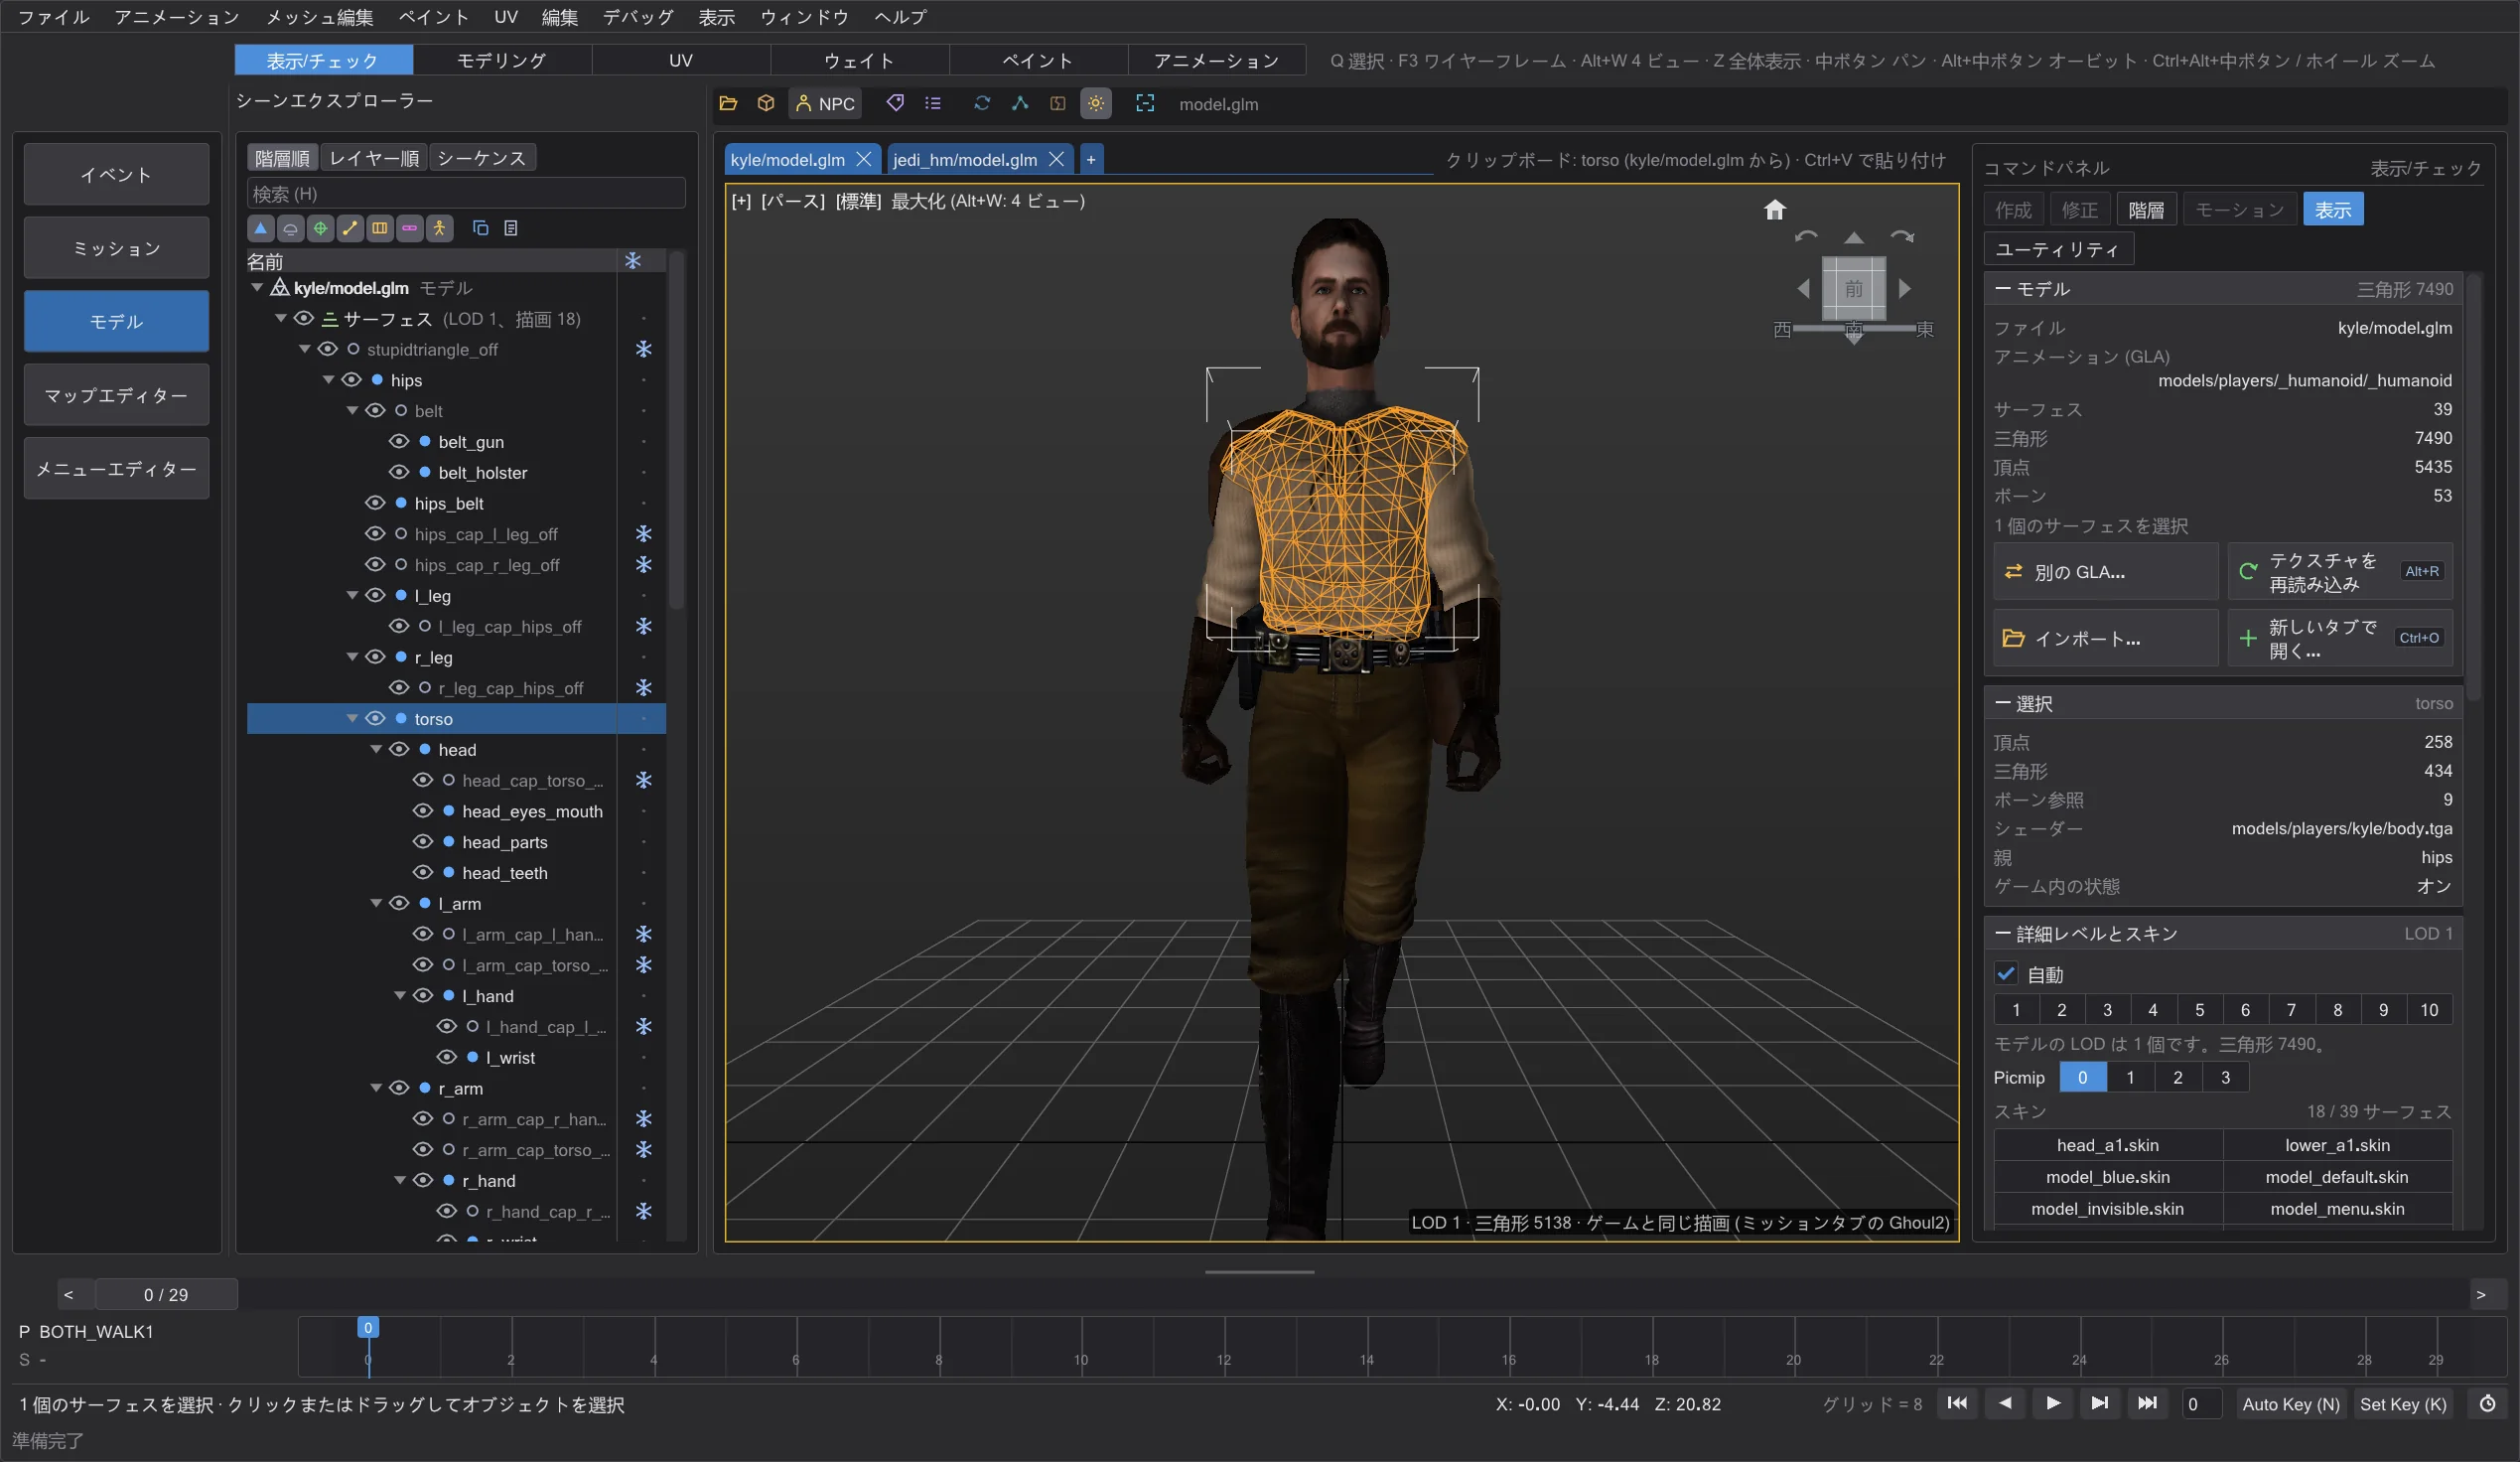 ファイル アニメーション メッシュ編集 ペイント UV 編集 デバッグ 表示 ウィンドウ ヘルプ
表示/チェック モデリング UV ウェイト ペイント アニメーション Q 選択 · F3 ワイヤーフレーム · Alt+W 4 ビュー · Z 全体表示 · 中ボタン パン · Alt+中ボタン オービット · Ctrl+Alt+中ボタン / ホイール ズーム
イベント
ミッション
モデル
マップエディター
メニューエディター
シーンエクスプローラー
階層順 レイヤー順 シーケンス
検索 (H)
名前
kyle/model.glm モデル
サーフェス (LOD 1、描画 18)
stupidtriangle_off
hips
belt
belt_gun
belt_holster
hips_belt
hips_cap_l_leg_off
hips_cap_r_leg_off
l_leg
l_leg_cap_hips_off
r_leg
r_leg_cap_hips_off
torso
head
head_cap_torso_...
head_eyes_mouth
head_parts
head_teeth
l_arm
l_arm_cap_l_han...
l_arm_cap_torso_...
l_hand
l_hand_cap_l_...
l_wrist
r_arm
r_arm_cap_r_han...
r_arm_cap_torso_...
r_hand
r_hand_cap_r_...
r_wrist
NPC model.glm
kyle/model.glm jedi_hm/model.glm + クリップボード: torso (kyle/model.glm から) · Ctrl+V で貼り付け
[+] [パース] [標準] 最大化 (Alt+W: 4 ビュー)
前
西 南 東
LOD 1 · 三角形 5138 · ゲームと同じ描画 (ミッションタブの Ghoul2)
コマンドパネル 表示/チェック
作成 修正 階層 モーション 表示
ユーティリティ
モデル 三角形 7490
ファイル kyle/model.glm
アニメーション (GLA)
models/players/_humanoid/_humanoid
サーフェス 39
三角形 7490
頂点 5435
ボーン 53
1 個のサーフェスを選択
別の GLA... テクスチャを再読み込み Alt+R
インポート... 新しいタブで開く... Ctrl+O
選択 torso
頂点 258
三角形 434
ボーン参照 9
シェーダー models/players/kyle/body.tga
親 hips
ゲーム内の状態 オン
詳細レベルとスキン LOD 1
自動
1 2 3 4 5 6 7 8 9 10
モデルの LOD は 1 個です。三角形 7490。
Picmip 0 1 2 3
スキン 18 / 39 サーフェス
head_a1.skin lower_a1.skin
model_blue.skin model_default.skin
model_invisible.skin model_menu.skin
< 0 / 29 >
P BOTH_WALK1
0
S -
0 2 4 6 8 10 12 14 16 18 20 22 24 26 28 29
1 個のサーフェスを選択 · クリックまたはドラッグしてオブジェクトを選択 X: -0.00 Y: -4.44 Z: 20.82 グリッド = 8 0 Auto Key (N) Set Key (K)
準備完了